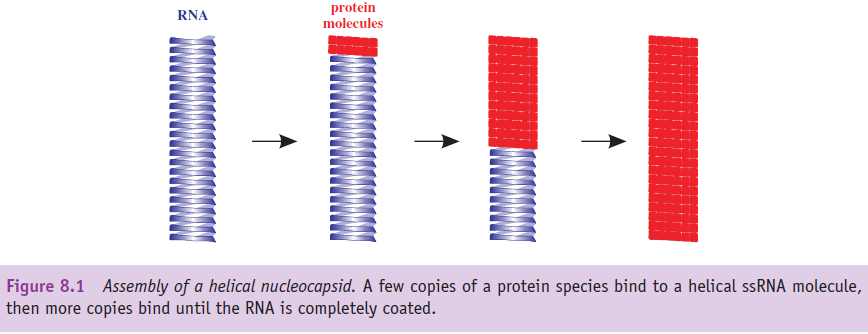 RNA
protein
molecules
Figure 8.1 Assembly of a helical nucleocapsid. A few copies of a protein species bind to a helical ssRNA molecule,
then more copies bind until the RNA is completely coated.